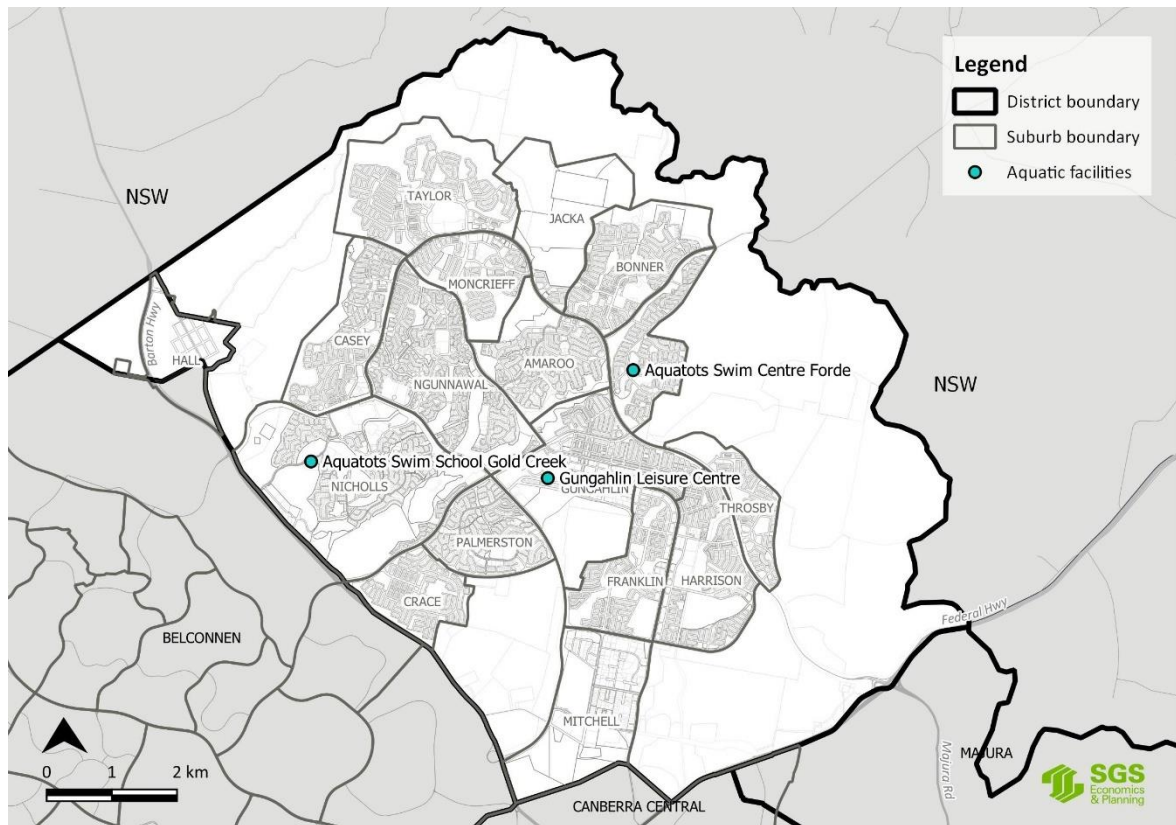 Legend
District boundary
Suburb boundary
Aquatic facilities
NSW
TAYLOR
JACKA
BONNER
MONCRIEFF
Barton Hwy
HALL
CASEY
AMAROO
NGUNNAWAL
Aquatots Swim Centre Forde
NSW
Aquatots Swim School Gold Creek
NICHOLLS
Gungahlin Leisure Centre
GUNGAHLIN
THROSBY
PALMERSTON
FRANKLIN
HARRISON
CRACE
Federal Hwy
BELCONNEN
MITCHELL
Majura Rd
MAJURA
0 1 2 km
CANBERRA CENTRAL
SGS
Economics
& Planning